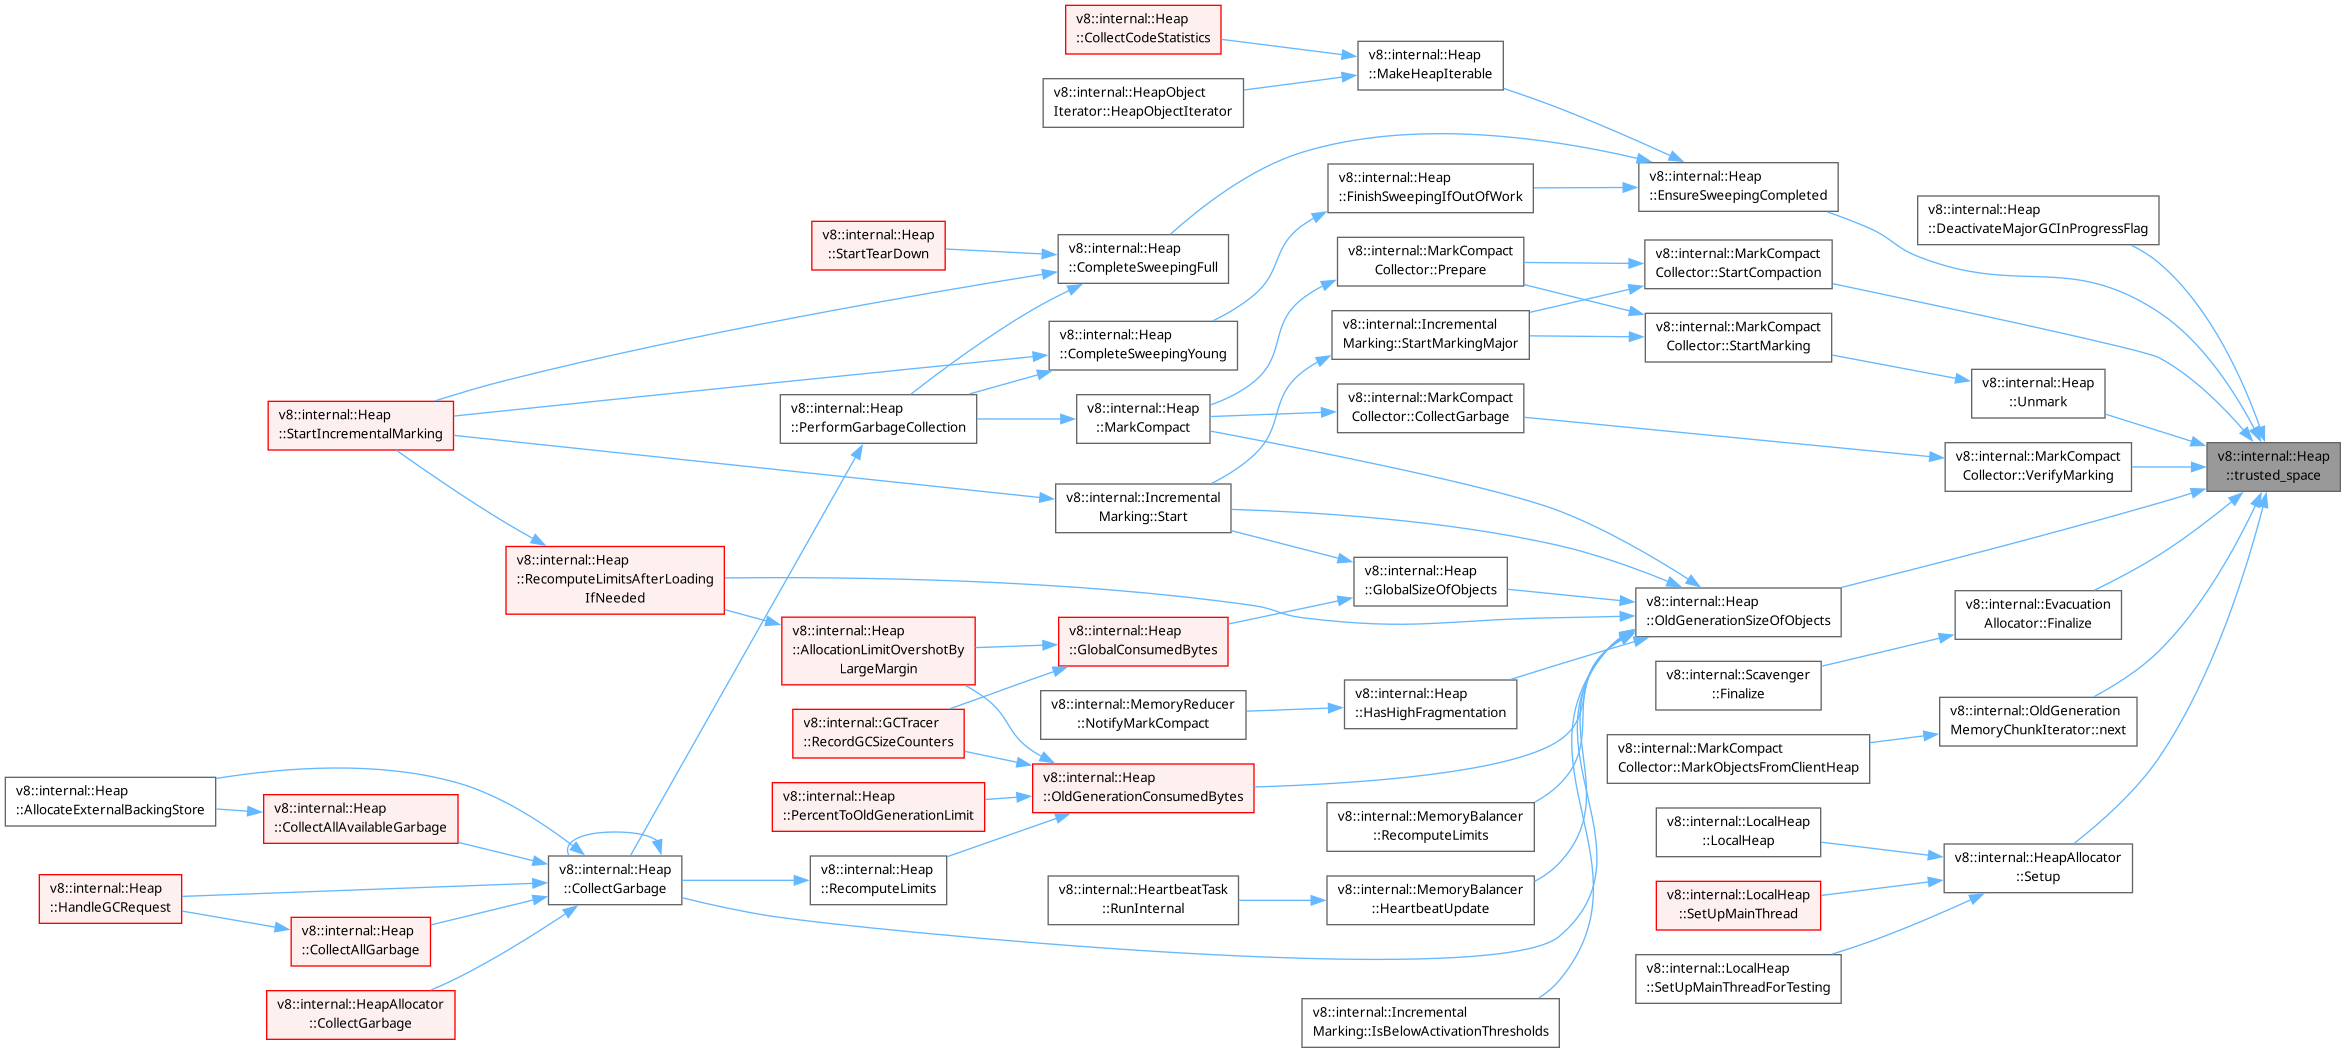 v8::internal::Heap
::CollectCodeStatistics
v8::internal::Heap
::MakeHeapIterable
v8::internal::HeapObject
Iterator::HeapObjectIterator
v8::internal::Heap
::EnsureSweepingCompleted
v8::internal::Heap
::FinishSweepingIfOutOfWork
v8::internal::Heap
::DeactivateMajorGCInProgressFlag
v8::internal::Heap
::StartTearDown
v8::internal::Heap
::CompleteSweepingFull
v8::internal::MarkCompact
Collector::Prepare
v8::internal::MarkCompact
Collector::StartCompaction
v8::internal::Incremental
Marking::StartMarkingMajor
v8::internal::MarkCompact
Collector::StartMarking
v8::internal::Heap
::CompleteSweepingYoung
v8::internal::Heap
::Unmark
v8::internal::Heap
::StartIncrementalMarking
v8::internal::Heap
::PerformGarbageCollection
v8::internal::Heap
::MarkCompact
v8::internal::MarkCompact
Collector::CollectGarbage
v8::internal::MarkCompact
Collector::VerifyMarking
v8::internal::Heap
::trusted_space
v8::internal::Incremental
Marking::Start
v8::internal::Heap
::RecomputeLimitsAfterLoading
IfNeeded
v8::internal::Heap
::GlobalSizeOfObjects
v8::internal::Heap
::OldGenerationSizeOfObjects
v8::internal::Evacuation
Allocator::Finalize
v8::internal::Heap
::AllocationLimitOvershotBy
LargeMargin
v8::internal::Heap
::GlobalConsumedBytes
v8::internal::Scavenger
::Finalize
v8::internal::GCTracer
::RecordGCSizeCounters
v8::internal::MemoryReducer
::NotifyMarkCompact
v8::internal::Heap
::HasHighFragmentation
v8::internal::OldGeneration
MemoryChunkIterator::next
v8::internal::MarkCompact
Collector::MarkObjectsFromClientHeap
v8::internal::Heap
::AllocateExternalBackingStore
v8::internal::Heap
::CollectAllAvailableGarbage
v8::internal::Heap
::PercentToOldGenerationLimit
v8::internal::Heap
::OldGenerationConsumedBytes
v8::internal::MemoryBalancer
::RecomputeLimits
v8::internal::LocalHeap
::LocalHeap
v8::internal::HeapAllocator
::Setup
v8::internal::Heap
::HandleGCRequest
v8::internal::Heap
::CollectGarbage
v8::internal::Heap
::RecomputeLimits
v8::internal::HeartbeatTask
::RunInternal
v8::internal::MemoryBalancer
::HeartbeatUpdate
v8::internal::LocalHeap
::SetUpMainThread
v8::internal::Heap
::CollectAllGarbage
v8::internal::LocalHeap
::SetUpMainThreadForTesting
v8::internal::HeapAllocator
::CollectGarbage
v8::internal::Incremental
Marking::IsBelowActivationThresholds